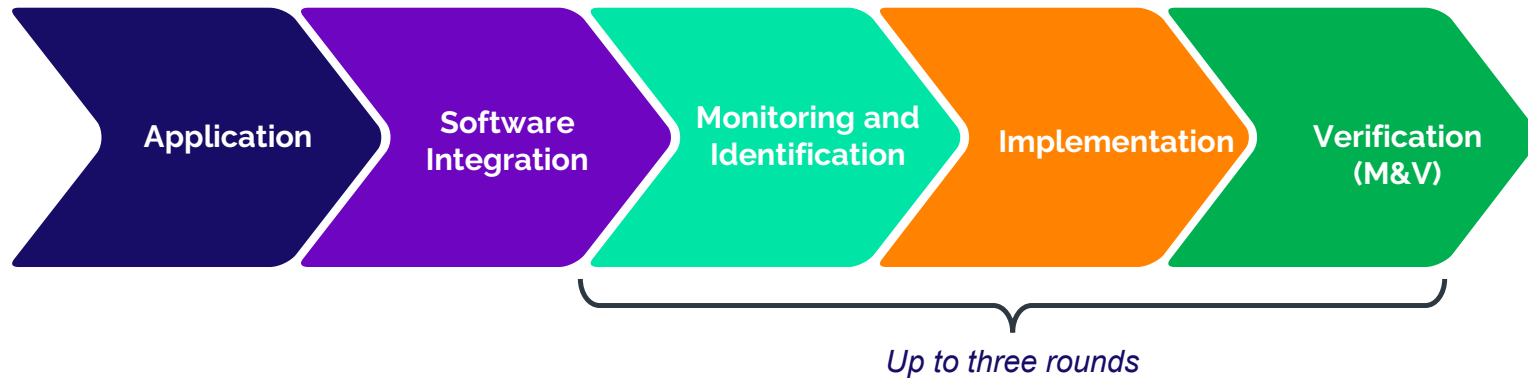 Application
Software
Integration
Monitoring and
Identification
Implementation
Verification
(M&V)
Up to three rounds